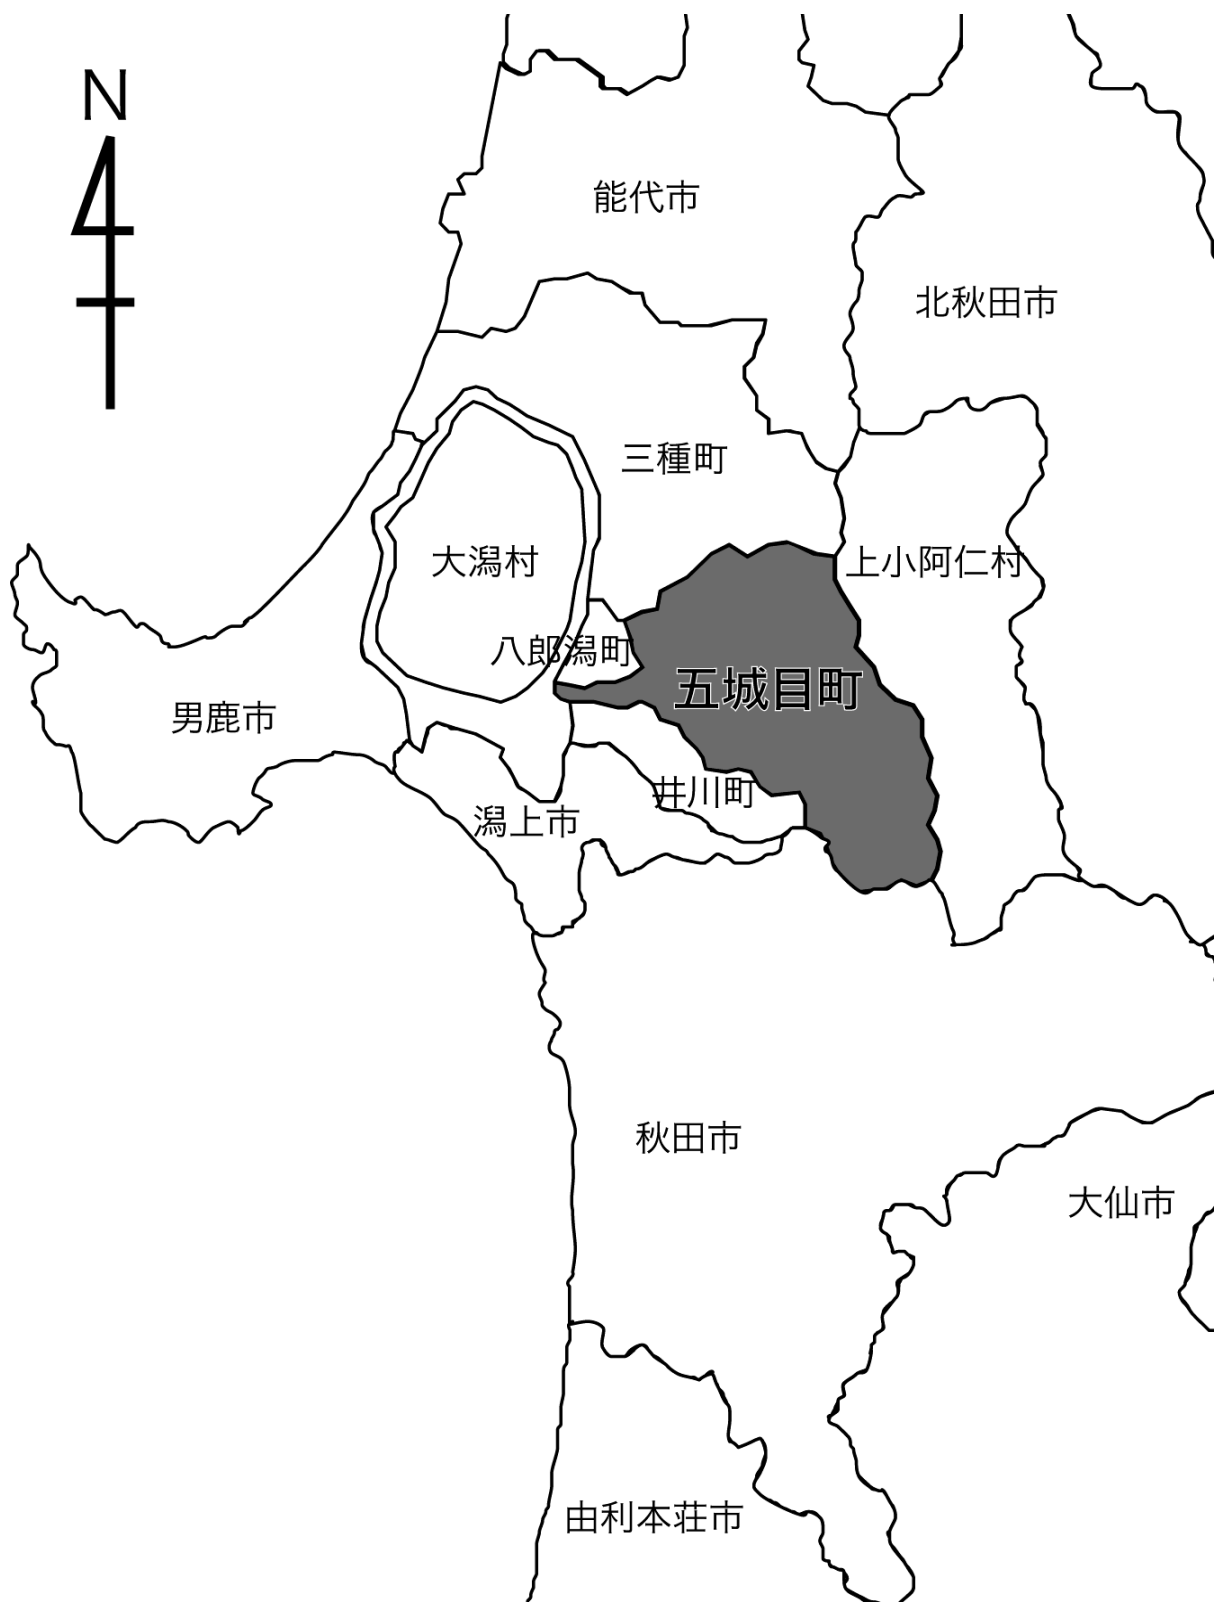 N
能代市
北秋田市
三種町
大潟村
上小阿仁村
八郎潟町
五城目町
男鹿市
井川町
潟上市
秋田市
大仙市
由利本荘市